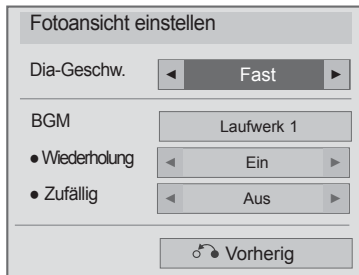 Fotoansicht einstellen
Dia-Geschw. ◄ Fast ►
BGM Laufwerk 1
● Wiederholung ◄ Ein ►
● Zufällig ◄ Aus ►
Vorherig